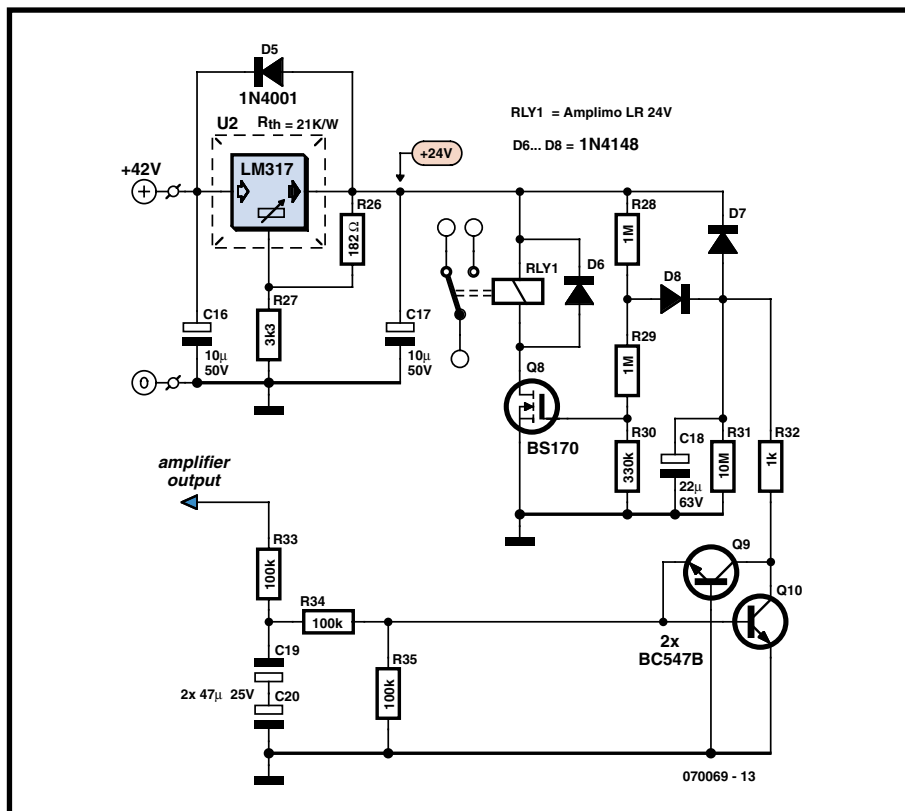 D5
1N4001
U2
Rth = 21K/W
LM317
+42V
+
+24V
RLY1 = Amplimo LR 24V
D6... D8 = 1N4148
R26
182 Ω
R27
3k3
C16
10µ
50V
C17
10µ
50V
0
RLY1
D6
R28
1M
D7
D8
R29
1M
Q8
BS170
R30
330k
C18
22µ
63V
R31
10M
R32
1k
amplifier
output
R33
100k
R34
100k
C19
2x 47µ 25V
C20
R35
100k
Q9
Q10
2x
BC547B
070069 - 13